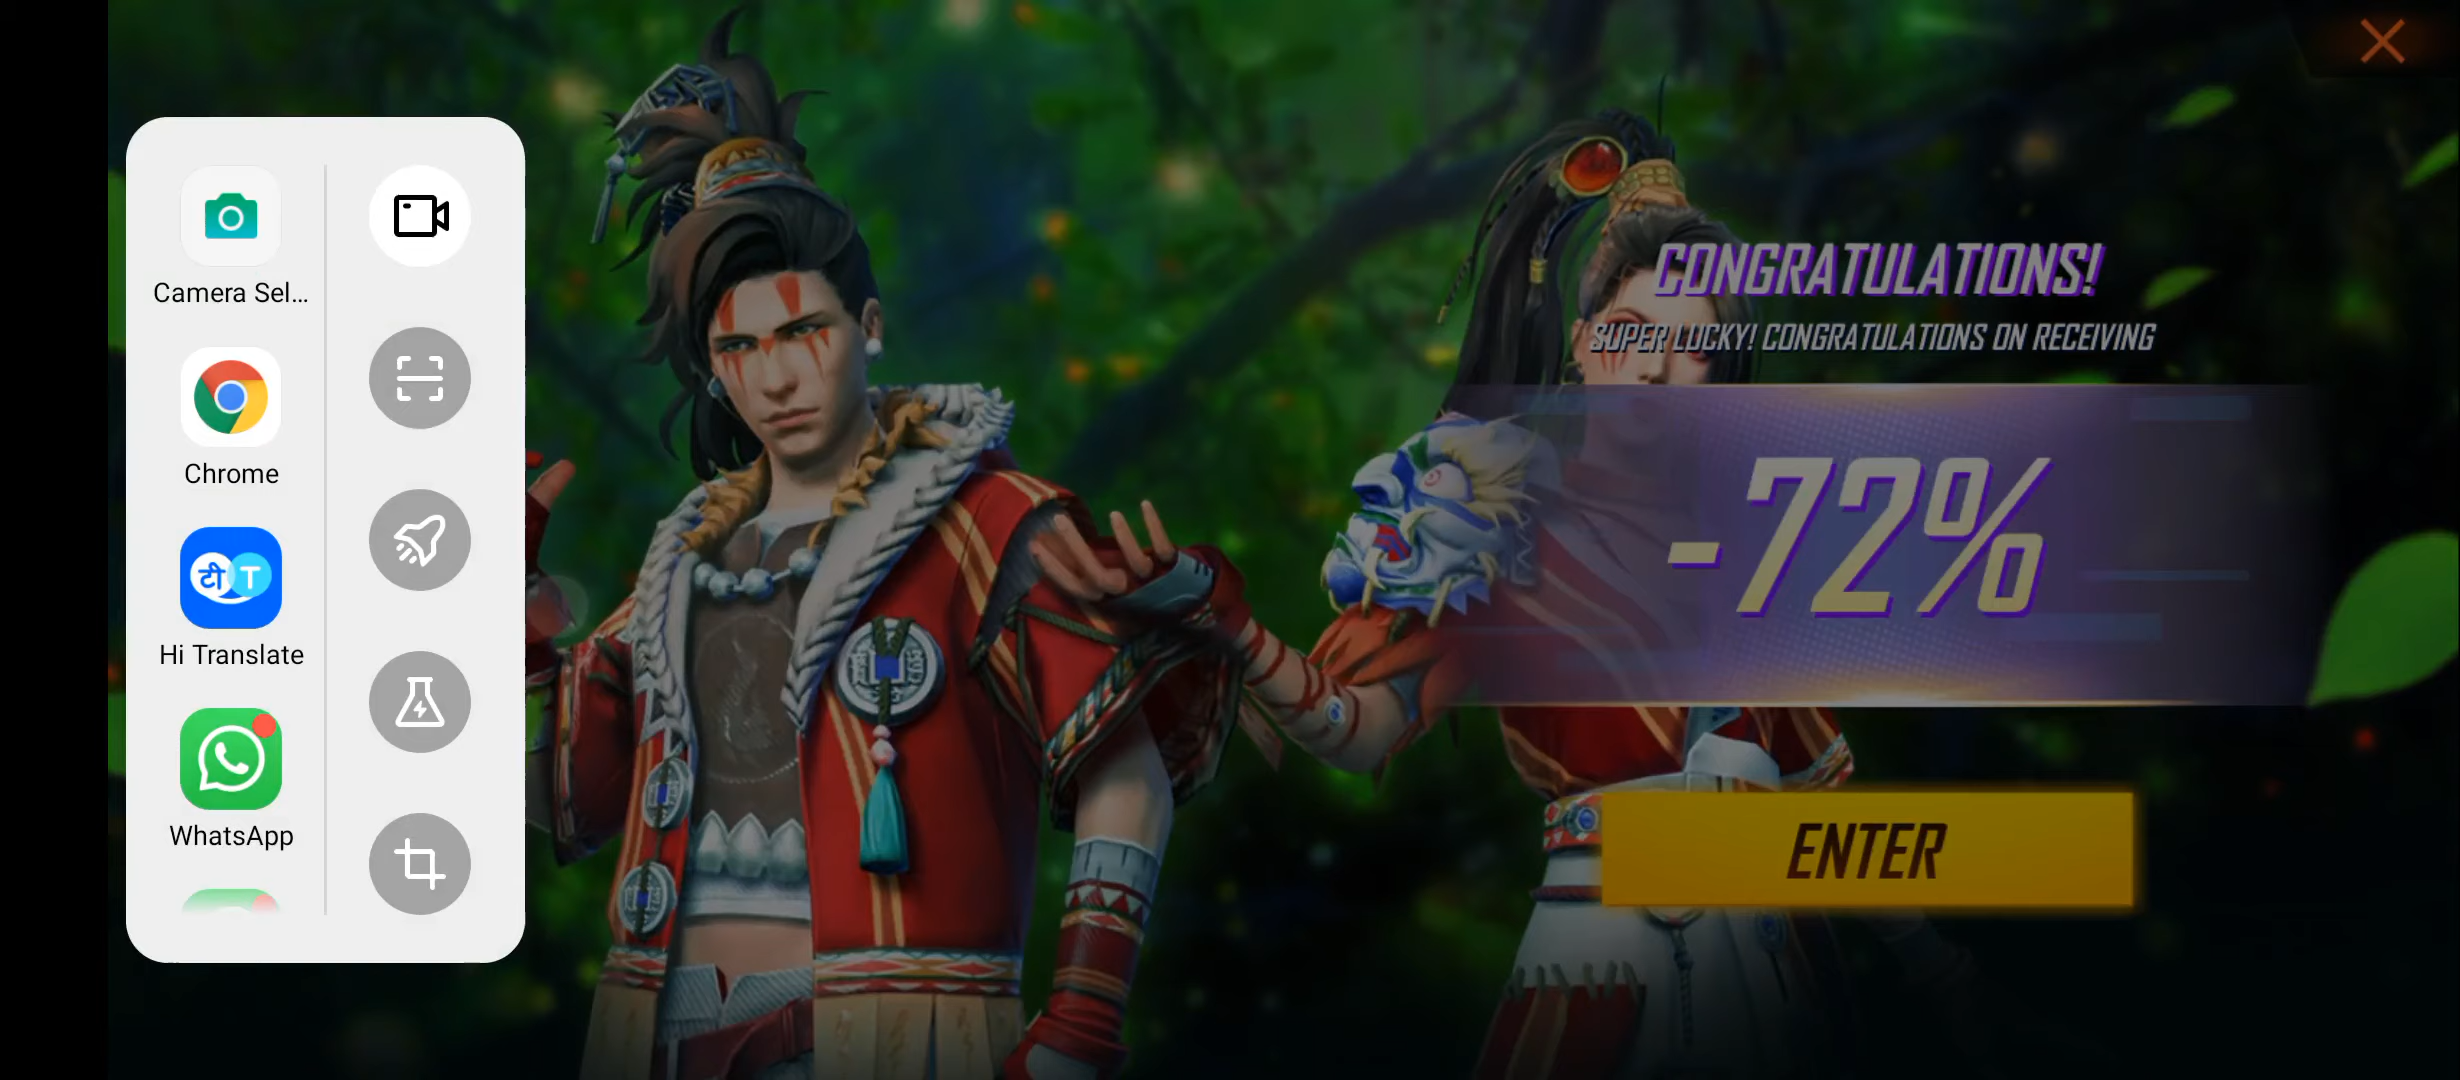 Camera Sel...
Chrome
टी T
Hi Translate
WhatsApp
CONGRATULATIONS!
SUPER LUCKY! CONGRATULATIONS ON RECEIVING
-72%
ENTER